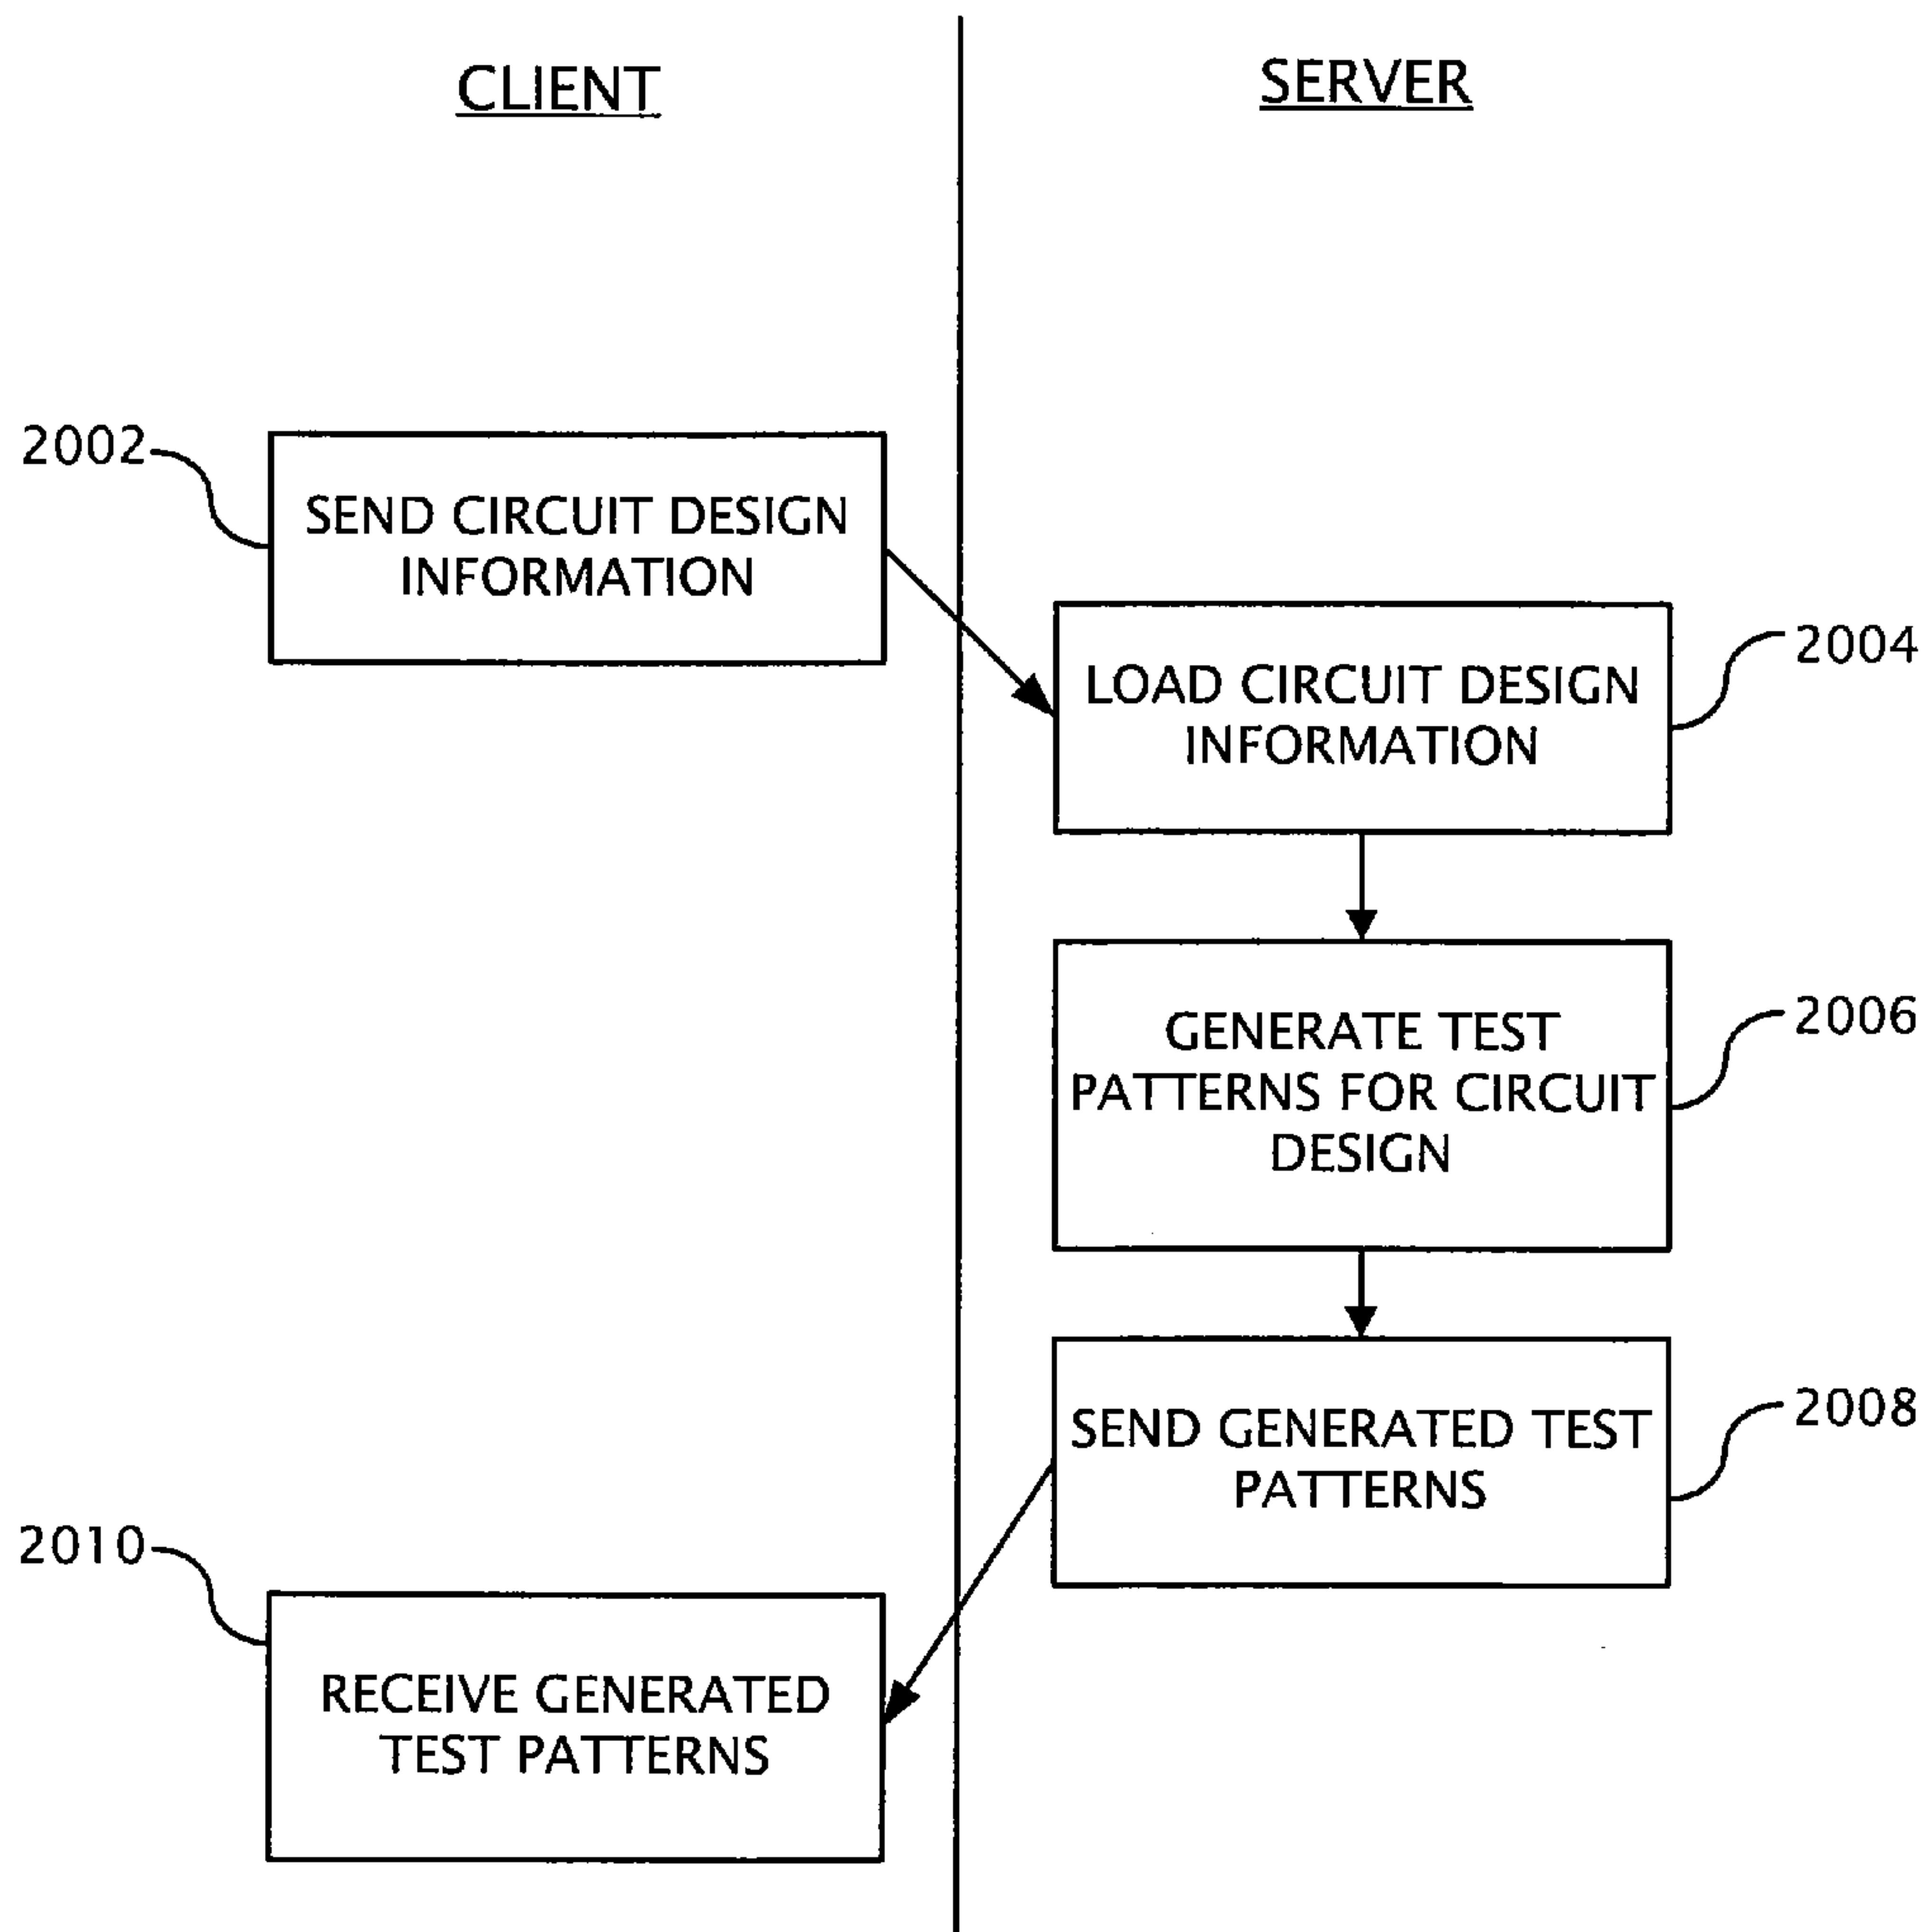 CLIENT
SERVER
2002
SEND CIRCUIT DESIGN
INFORMATION
2004
LOAD CIRCUIT DESIGN
INFORMATION
2006
GENERATE TEST
PATTERNS FOR CIRCUIT
DESIGN
2008
SEND GENERATED TEST
PATTERNS
2010
RECEIVE GENERATED
TEST PATTERNS